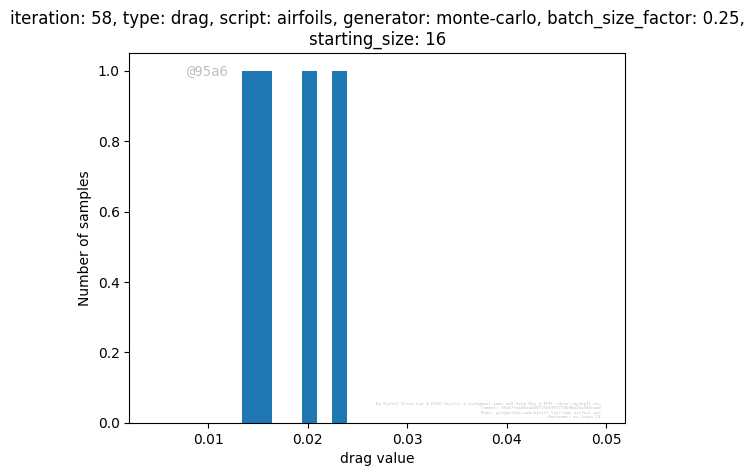 iteration: 58, type: drag, script: airfoils, generator: monte-carlo, batch_size_factor: 0.25,
starting_size: 16
@95a6
1.0
0.8
0.6
0.4
0.2
0.0
Number of samples
0.01
0.02
0.03
0.04
0.05
drag value